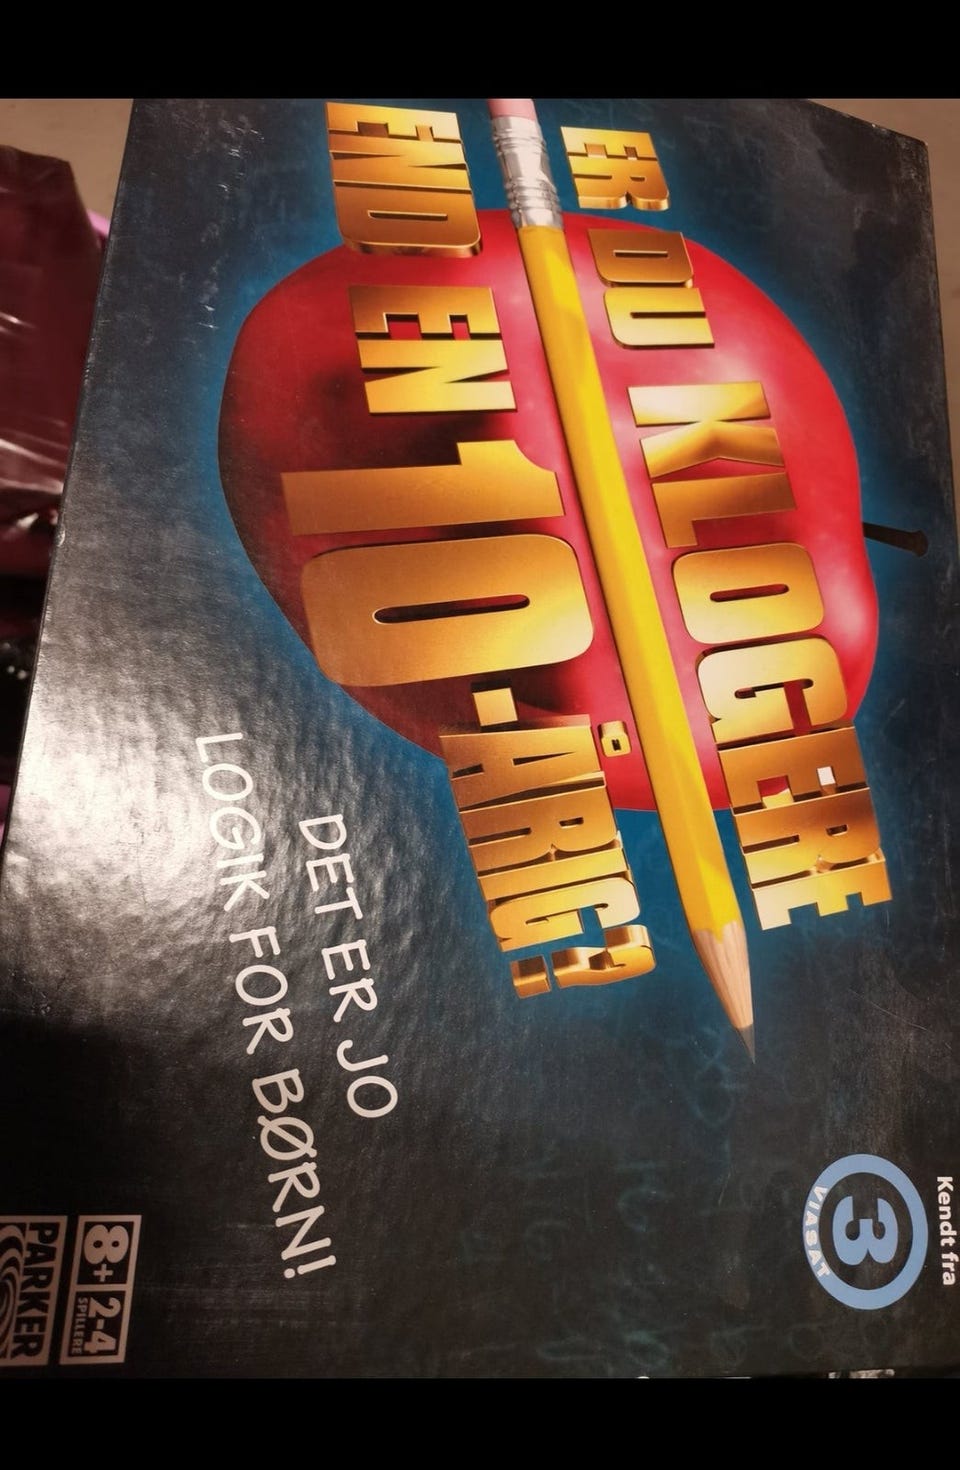 Kendt fra
3
VIASAT
ER DU KLOGERE
END EN 10-ÅRIG?
DET ER JO
LOGIK FOR BØRN!
8+
2-4
SPILLERE
PARKER